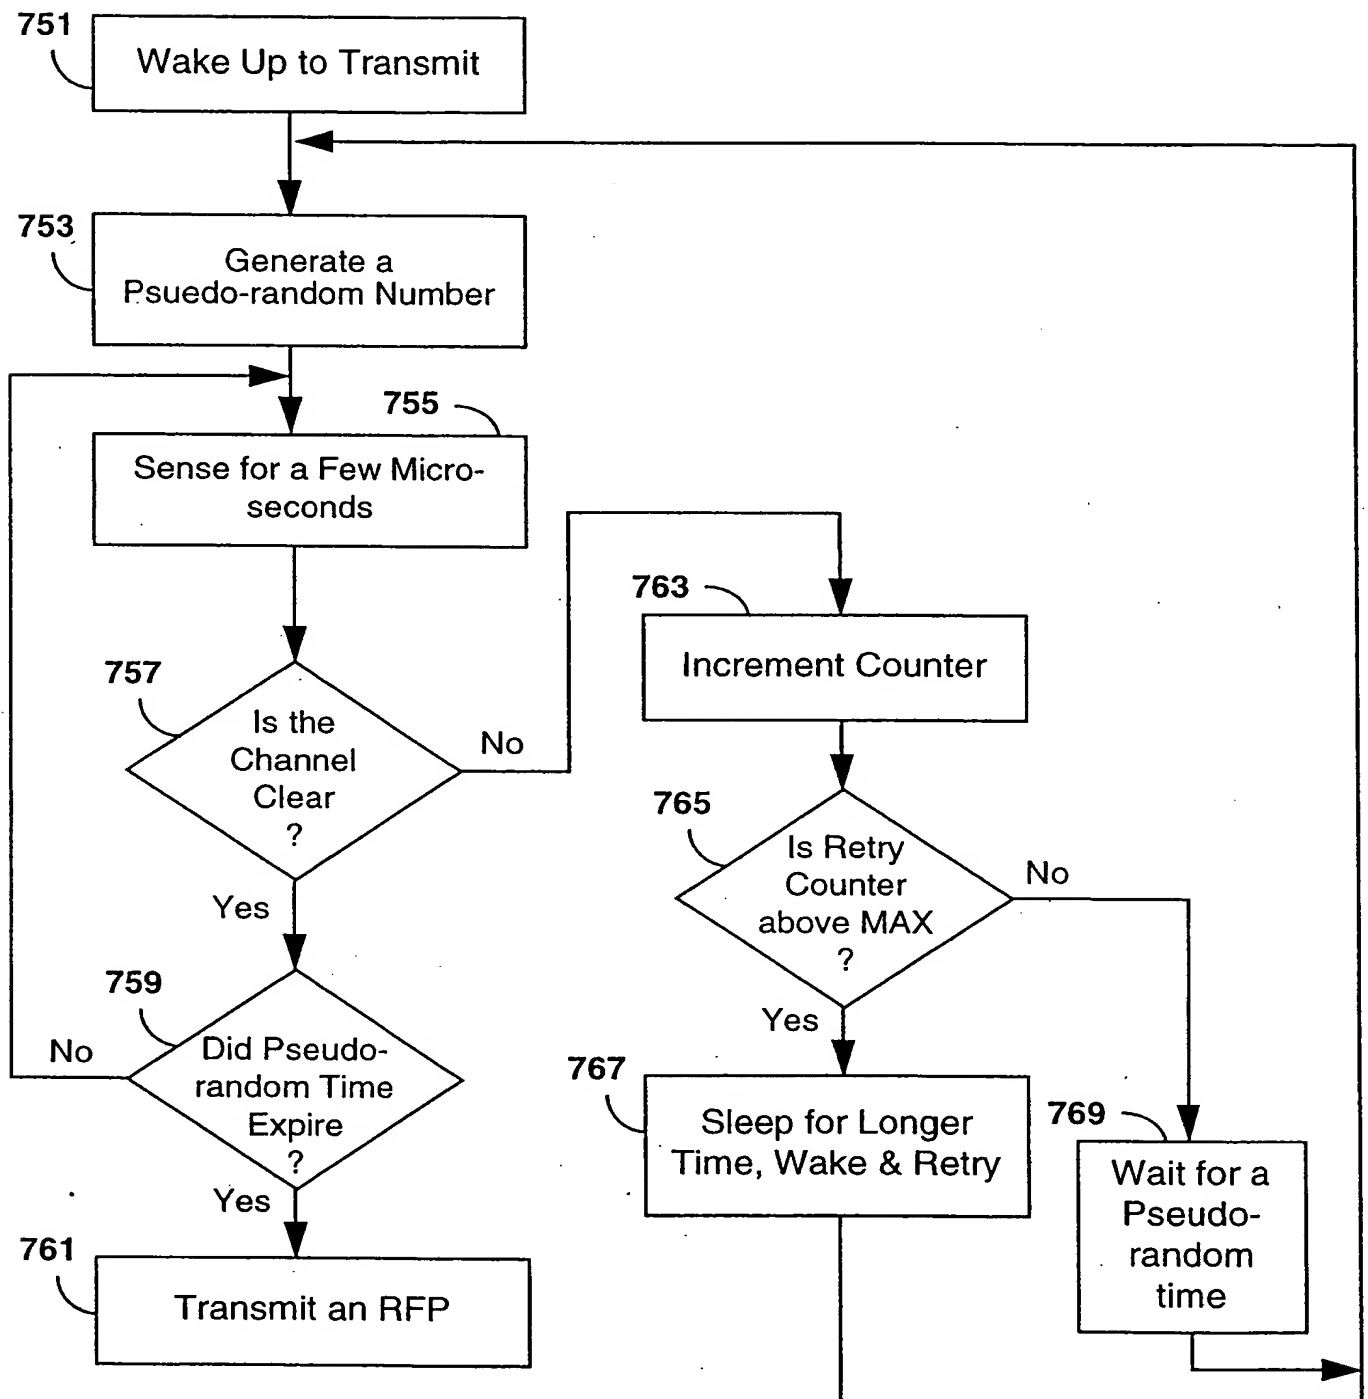 751
Wake Up to Transmit
753
Generate a
Psuedo-random Number
755
Sense for a Few Micro-
seconds
757
Is the
Channel
Clear
?
No
Yes
759
Did Pseudo-
random Time
Expire
?
No
Yes
761
Transmit an RFP
763
Increment Counter
765
Is Retry
Counter
above MAX
?
No
Yes
767
Sleep for Longer
Time, Wake & Retry
769
Wait for a
Pseudo-
random
time